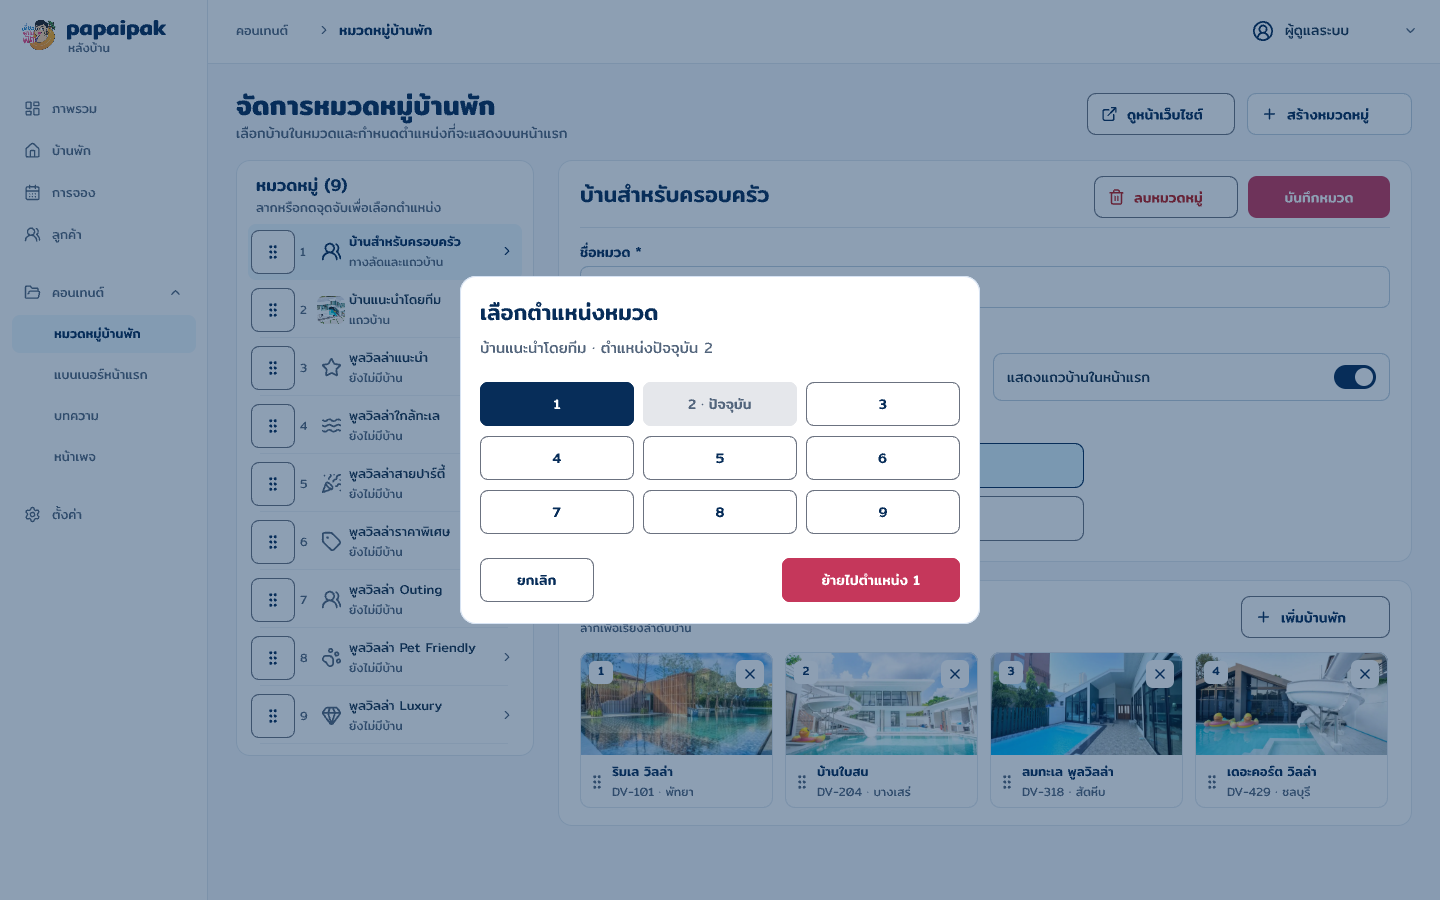 papaipak
หลังบ้าน
คอนเทนต์
หมวดหมู่บ้านพัก
ผู้ดูแลระบบ
ภาพรวม
บ้านพัก
การจอง
ลูกค้า
คอนเทนต์
หมวดหมู่บ้านพัก
แบนเนอร์หน้าแรก
บทความ
หน้าเพจ
ตั้งค่า
จัดการหมวดหมู่บ้านพัก
เลือกบ้านในหมวดและกำหนดตำแหน่งที่จะแสดงบนหน้าแรก
ดูหน้าเว็บไซต์
สร้างหมวดหมู่
หมวดหมู่ (9)
ลากหรือกดจุดจับเพื่อเลือกตำแหน่ง
1 บ้านสำหรับครอบครัว
ทางลัดและแถวบ้าน
2 บ้านแนะนำโดยทีม
แถวบ้าน
3 พูลวิลล่าแนะนำ
ยังไม่มีบ้าน
4 พูลวิลล่าใกล้ทะเล
ยังไม่มีบ้าน
5 พูลวิลล่าสายปาร์ตี้
ยังไม่มีบ้าน
6 พูลวิลล่าราคาพิเศษ
ยังไม่มีบ้าน
7 พูลวิลล่า Outing
ยังไม่มีบ้าน
8 พูลวิลล่า Pet Friendly
ยังไม่มีบ้าน
9 พูลวิลล่า Luxury
ยังไม่มีบ้าน
บ้านสำหรับครอบครัว
ลบหมวดหมู่
บันทึกหมวด
ชื่อหมวด *
แสดงแถวบ้านในหน้าแรก
เลือกตำแหน่งหมวด
บ้านแนะนำโดยทีม · ตำแหน่งปัจจุบัน 2
1
2 · ปัจจุบัน
3
4
5
6
7
8
9
ยกเลิก
ย้ายไปตำแหน่ง 1
เพิ่มบ้านพัก
ลากเพื่อเรียงลำดับบ้าน
1
2
3
4
ริมเล วิลล่า
DV-101 · พัทยา
บ้านใบสน
DV-204 · บางเสร่
ลมทะเล พูลวิลล่า
DV-318 · สัตหีบ
เดอะคอร์ต วิลล่า
DV-429 · ชลบุรี